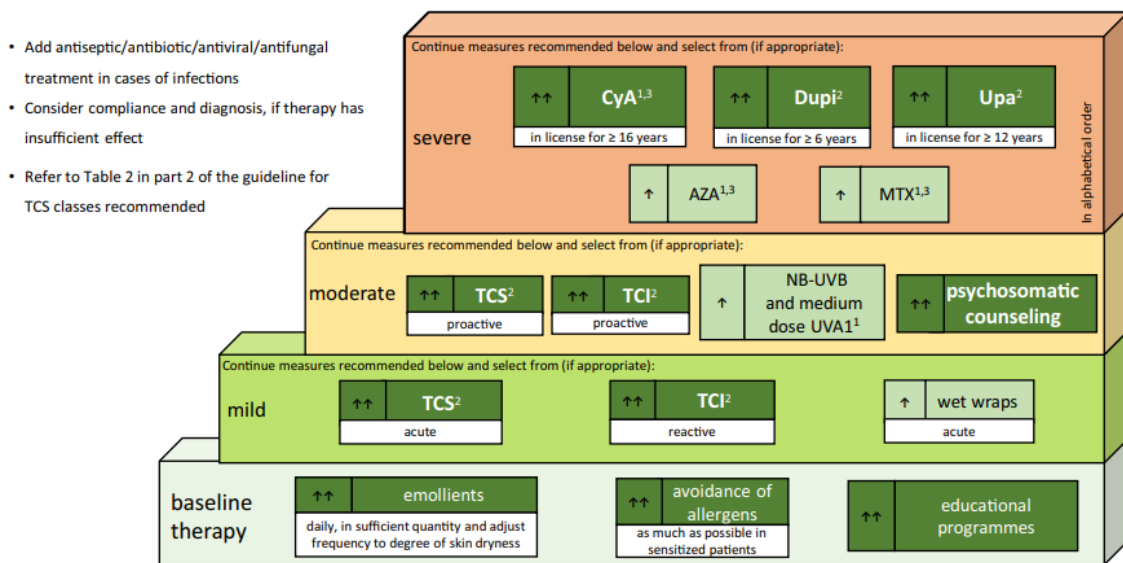 • Add antiseptic/antibiotic/antiviral/antifungal
treatment in cases of infections
• Consider compliance and diagnosis, if therapy has
insufficient effect
• Refer to Table 2 in part 2 of the guideline for
TCS classes recommended
Continue measures recommended below and select from (if appropriate):
severe
↑↑ CyA¹,³
in license for ≥ 16 years
↑↑ Dupi²
in license for ≥ 6 years
↑↑ Upa²
in license for ≥ 12 years
↑ AZA¹,³
↑ MTX¹,³
In alphabetical order
Continue measures recommended below and select from (if appropriate):
moderate
↑↑ TCS²
proactive
↑↑ TCI²
proactive
↑ NB-UVB
and medium
dose UVA1¹
↑↑ psychosomatic
counseling
Continue measures recommended below and select from (if appropriate):
mild
↑↑ TCS²
acute
↑↑ TCI²
reactive
↑ wet wraps
acute
baseline
therapy
↑↑ emollients
daily, in sufficient quantity and adjust
frequency to degree of skin dryness
↑↑ avoidance of
allergens
as much as possible in
sensitized patients
↑↑ educational
programmes